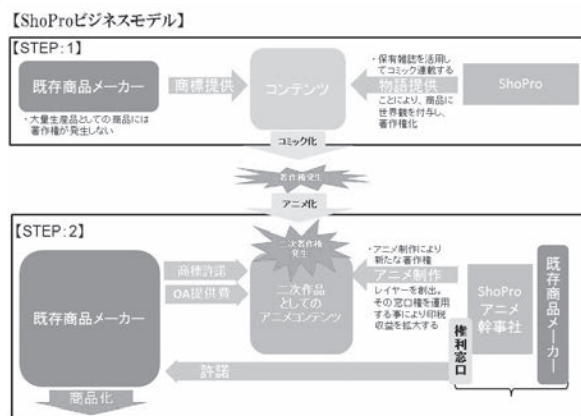 【ShoProビジネスモデル】
【STEP:1】
既存商品メーカー
・大量生産品としての商品には
著作権が発生しない
商標提供
コンテンツ
・保有雑誌を活用し
てコミック連載する
物語提供
ことにより、商品に
世界観を付与し、
著作権化
ShoPro
コミック化
著作権発生
アニメ化
【STEP:2】
既存商品メーカー
商標許諾
OA提供費
二次著作権
発生
二次作品
としての
アニメコンテンツ
・アニメ制作により
新たな著作権
アニメ制作
レイヤーを創出。
その窓口権を運用
する事により印税
収益を拡大する
ShoPro
アニメ
幹事社
既存商品メーカー
権利窓口
許諾
商品化